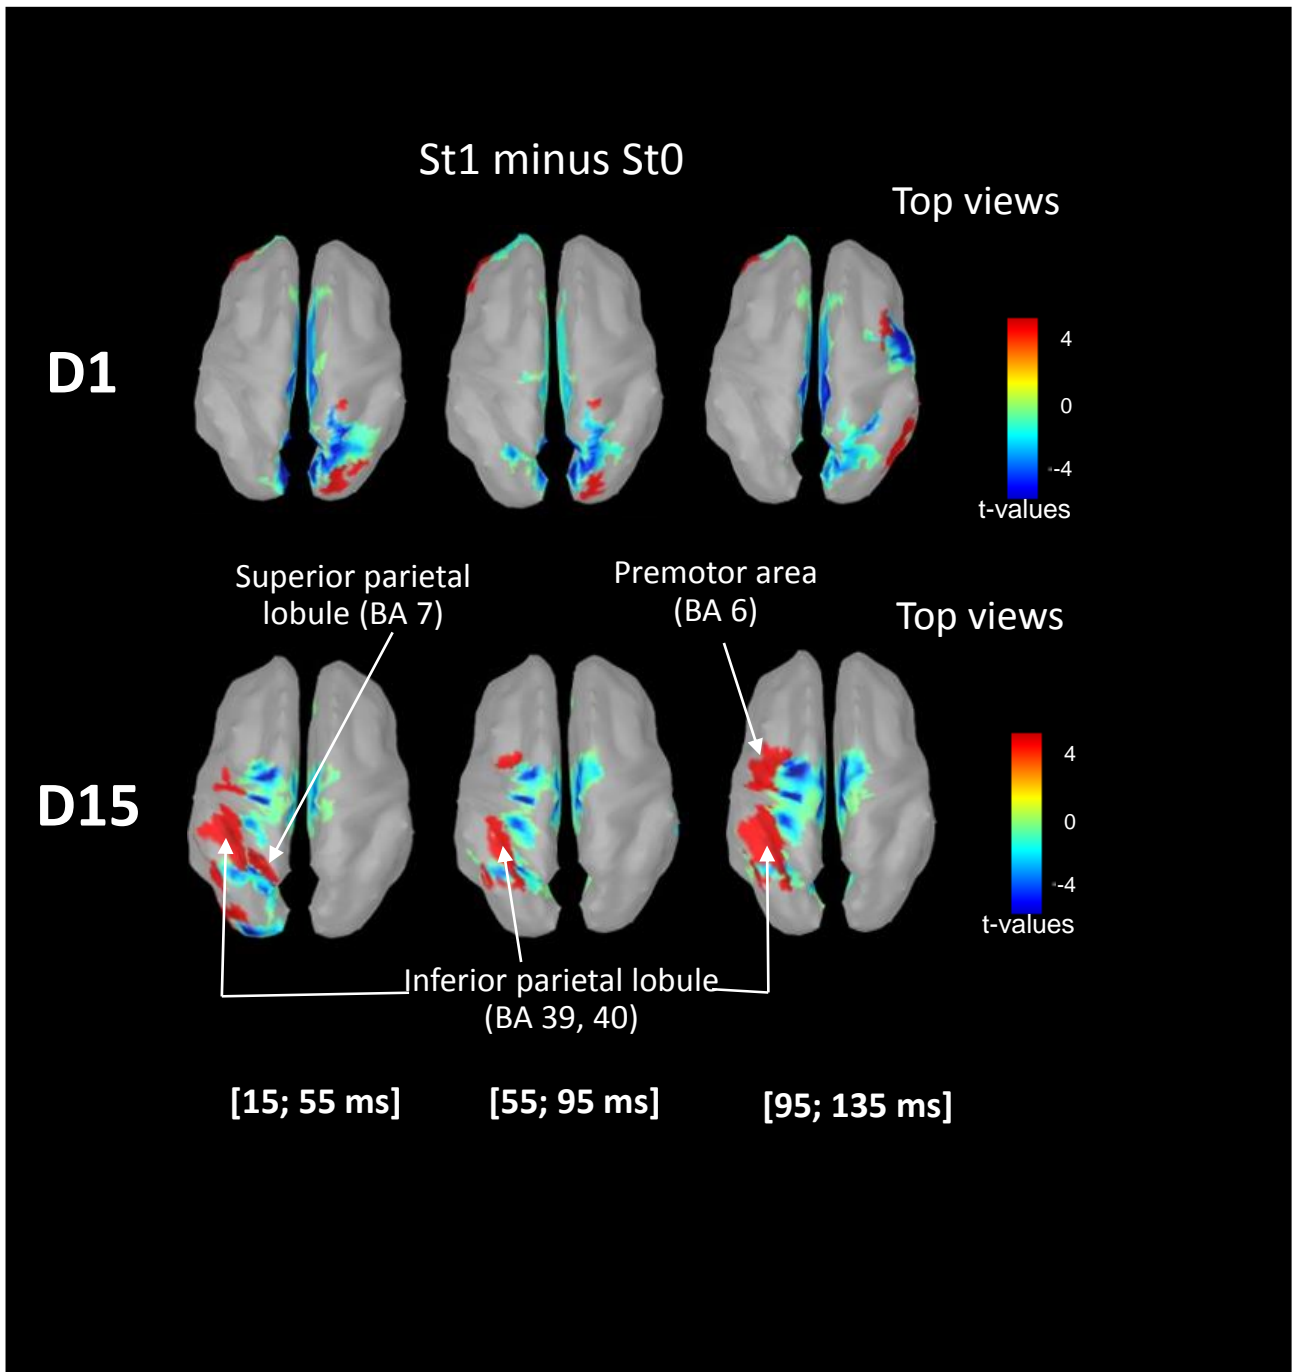 St1 minus St0
Top views
D1
4
0
-4
t-values
Superior parietal
lobule (BA 7)
Premotor area
(BA 6)
Top views
D15
4
0
-4
t-values
Inferior parietal lobule
(BA 39, 40)
[15; 55 ms]
[55; 95 ms]
[95; 135 ms]